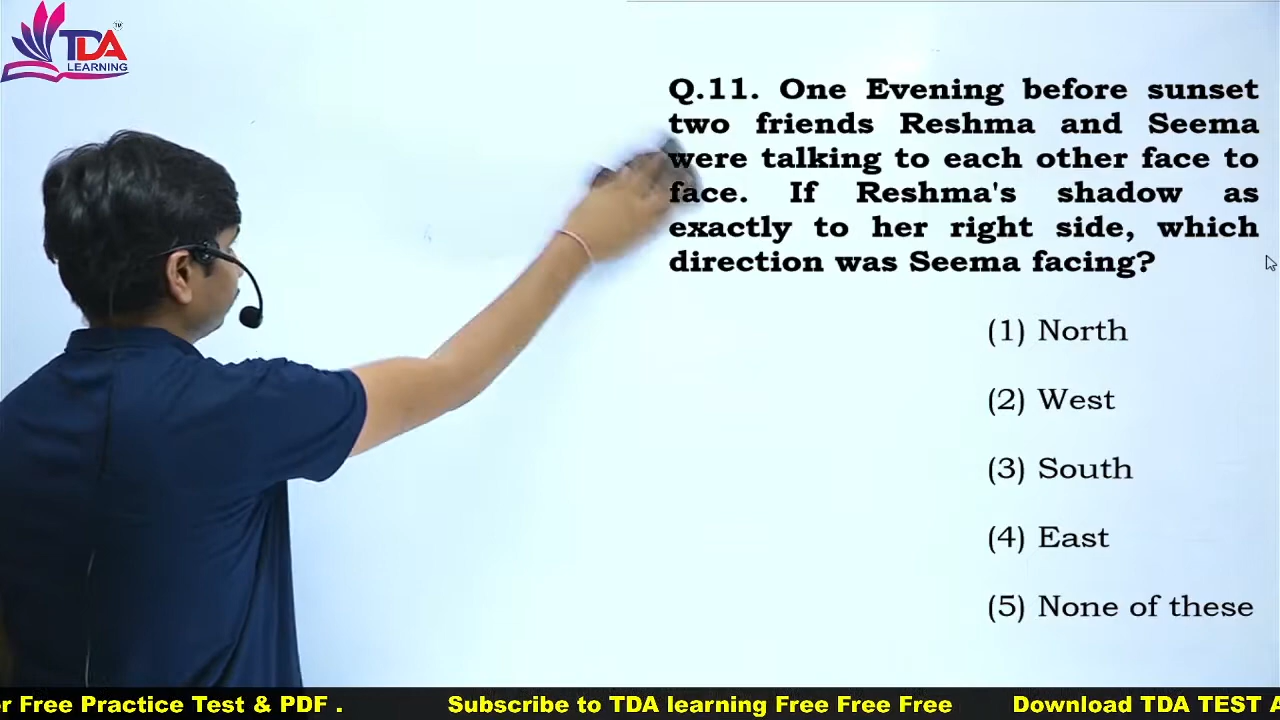 TDA
LEARNING
Q.11. One Evening before sunset
two friends Reshma and Seema
were talking to each other face to
face. If Reshma's shadow as
exactly to her right side, which
direction was Seema facing?
(1) North
(2) West
(3) South
(4) East
(5) None of these
r Free Practice Test & PDF . Subscribe to TDA learning Free Free Free Download TDA TEST A